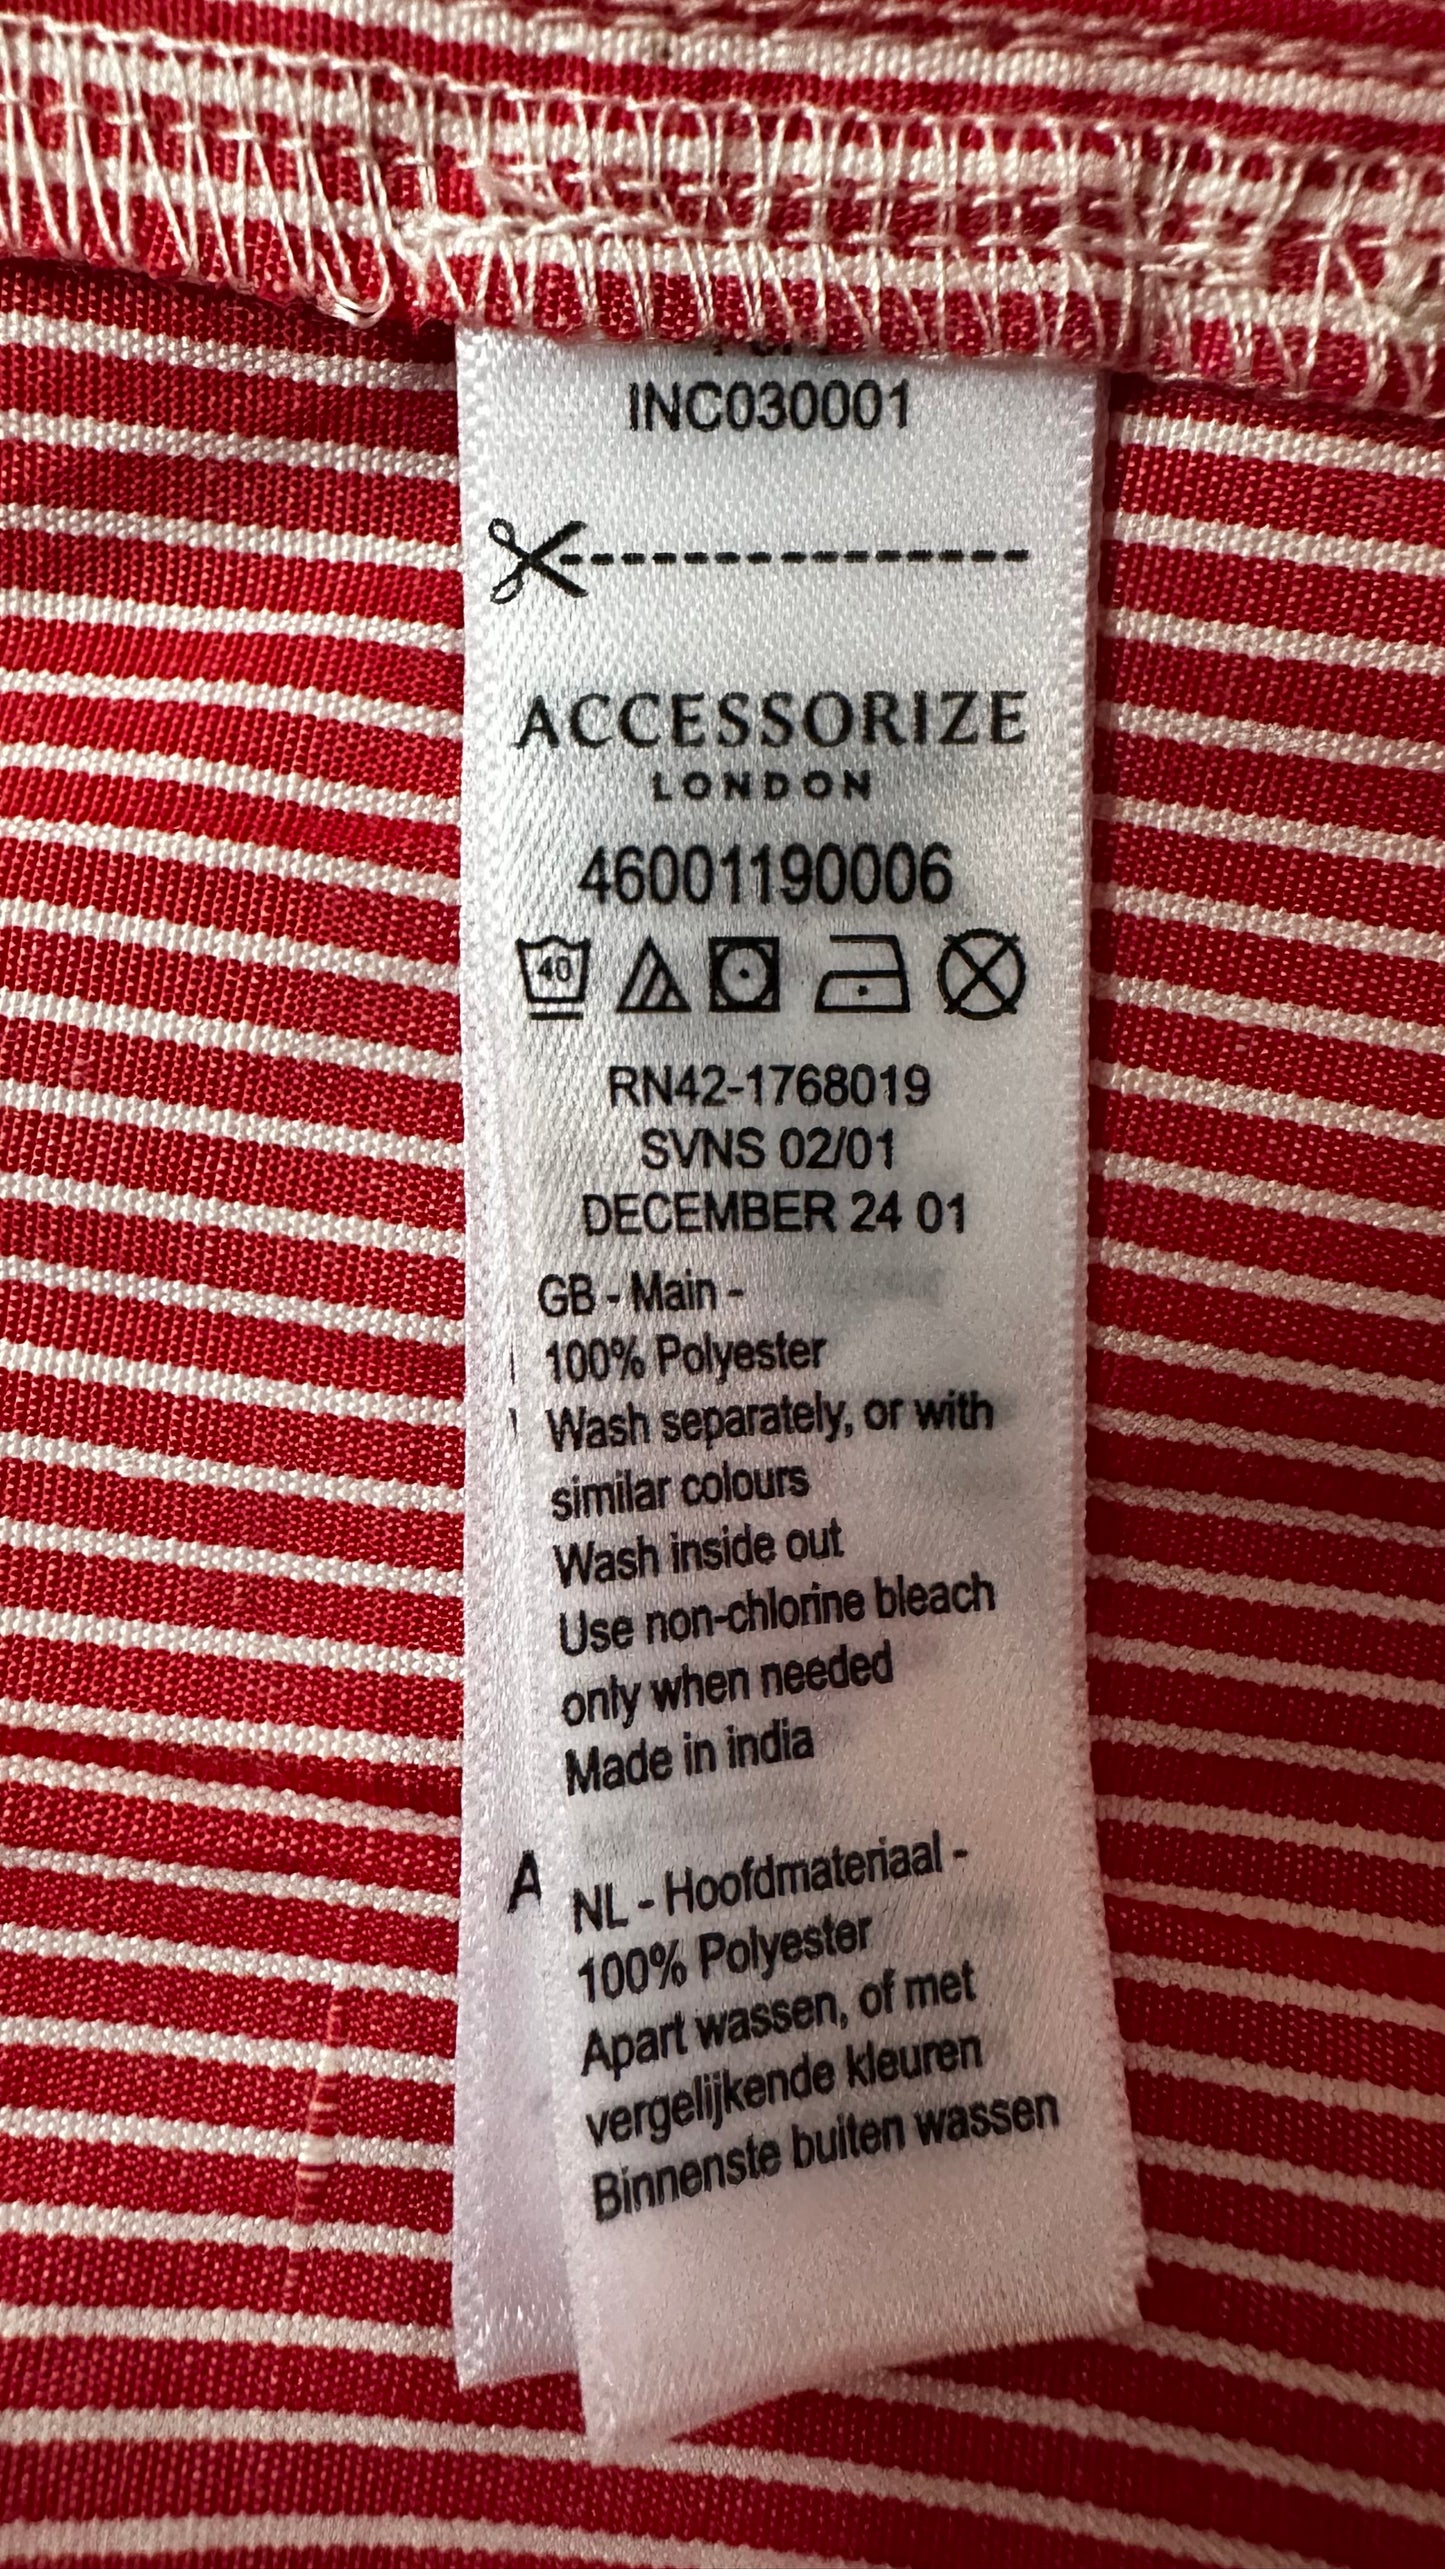 INC030001
ACCESSORIZE
LONDON
46001190006
40
RN42-1768019
SVNS 02/01
DECEMBER 24 01
GB - Main -
100% Polyester
Wash separately, or with
similar colours
Wash inside out
Use non-chlorine bleach
only when needed
Made in india
A
NL - Hoofdmateriaal -
100% Polyester
Apart wassen, of met
vergelijkende kleuren
Binnenste buiten wassen